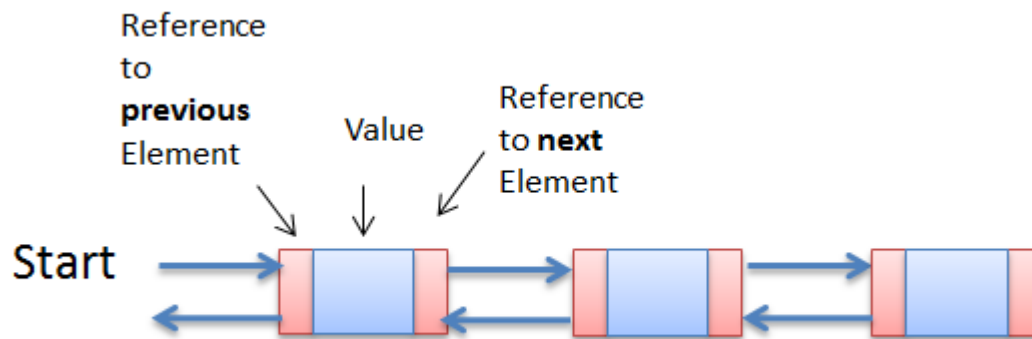 Reference
to
previous
Element
Value
Reference
to next
Element
Start